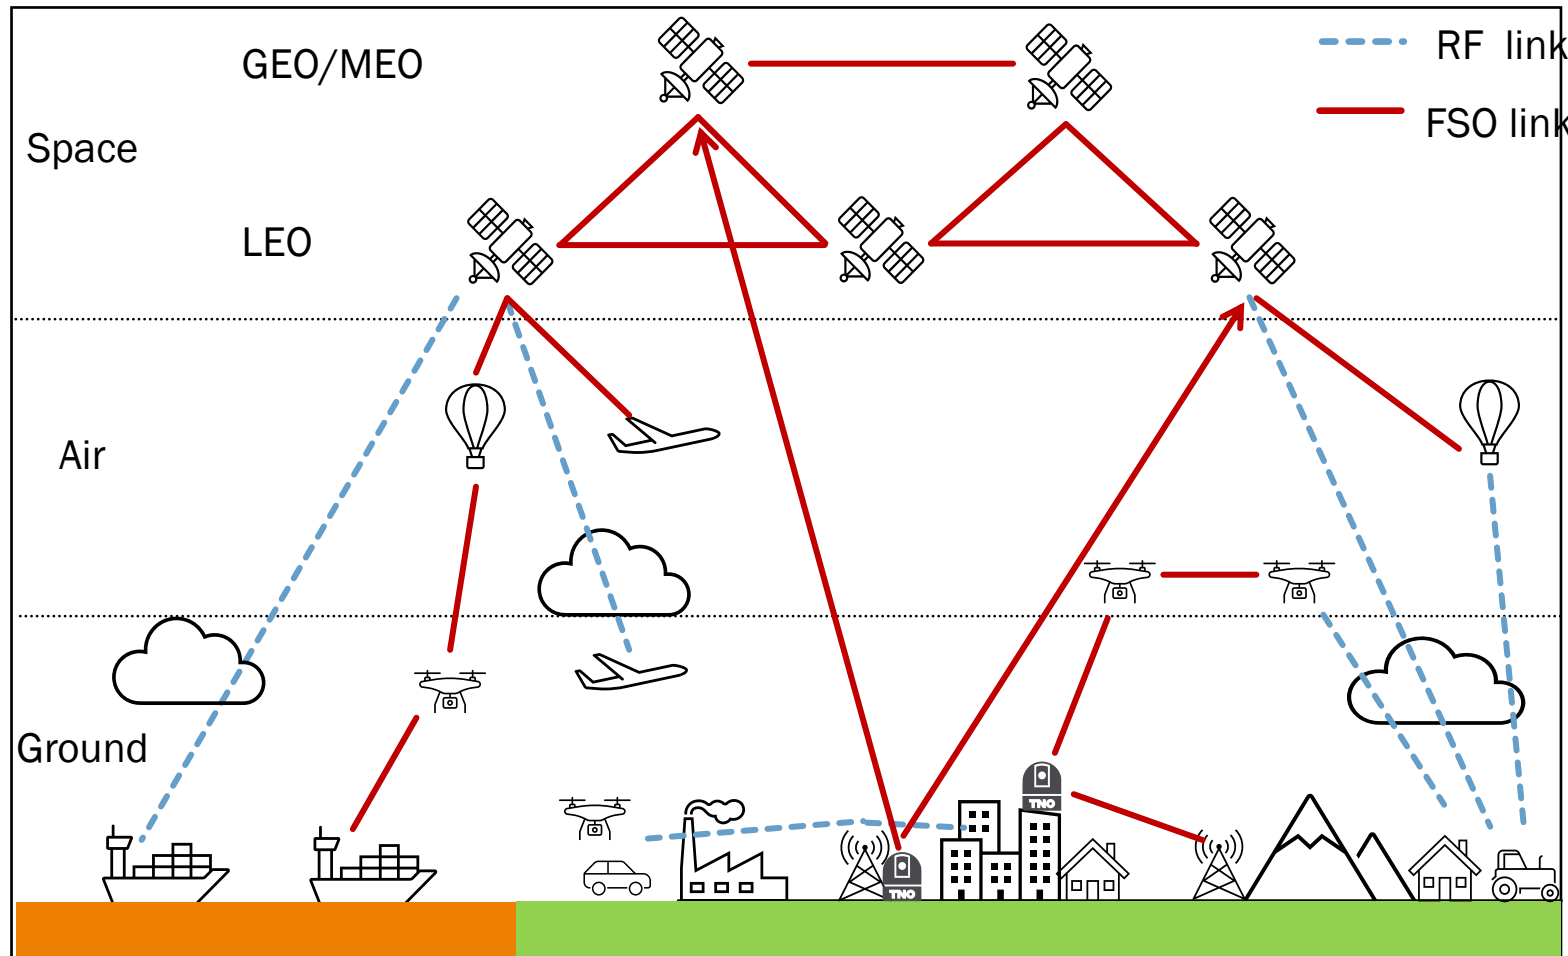 GEO/MEO
RF link
FSO link
Space
LEO
Air
Ground
TNO
TNO